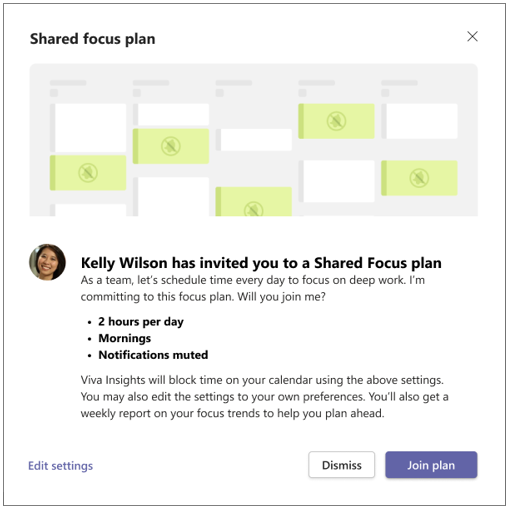 Shared focus plan
Kelly Wilson has invited you to a Shared Focus plan
As a team, let's schedule time every day to focus on deep work. I'm
committing to this focus plan. Will you join me?
• 2 hours per day
• Mornings
• Notifications muted
Viva Insights will block time on your calendar using the above settings.
You may also edit the settings to your own preferences. You'll also get a
weekly report on your focus trends to help you plan ahead.
Edit settings
Dismiss
Join plan